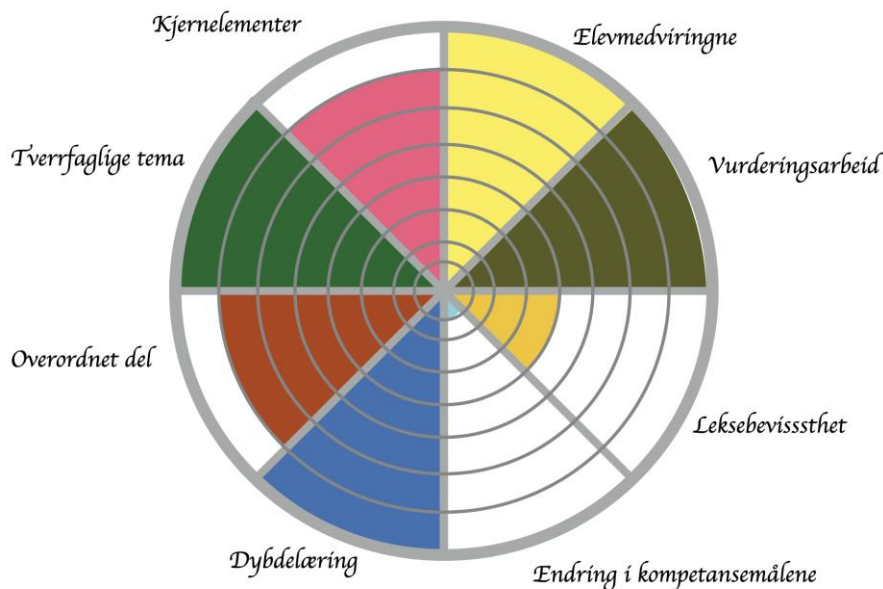 Kjernelementer
Elevmedviringne
Tverrfaglige tema
Vurderingsarbeid
Overordnet del
Leksebevisssthet
Dybdelæring
Endring i kompetansemålene